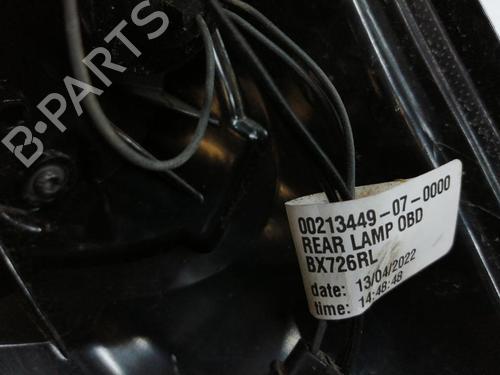 B-PARTS
00213449-07-0000
REAR LAMP OBD
BX726RL
date: 13/04/2022
time: 14:48:48